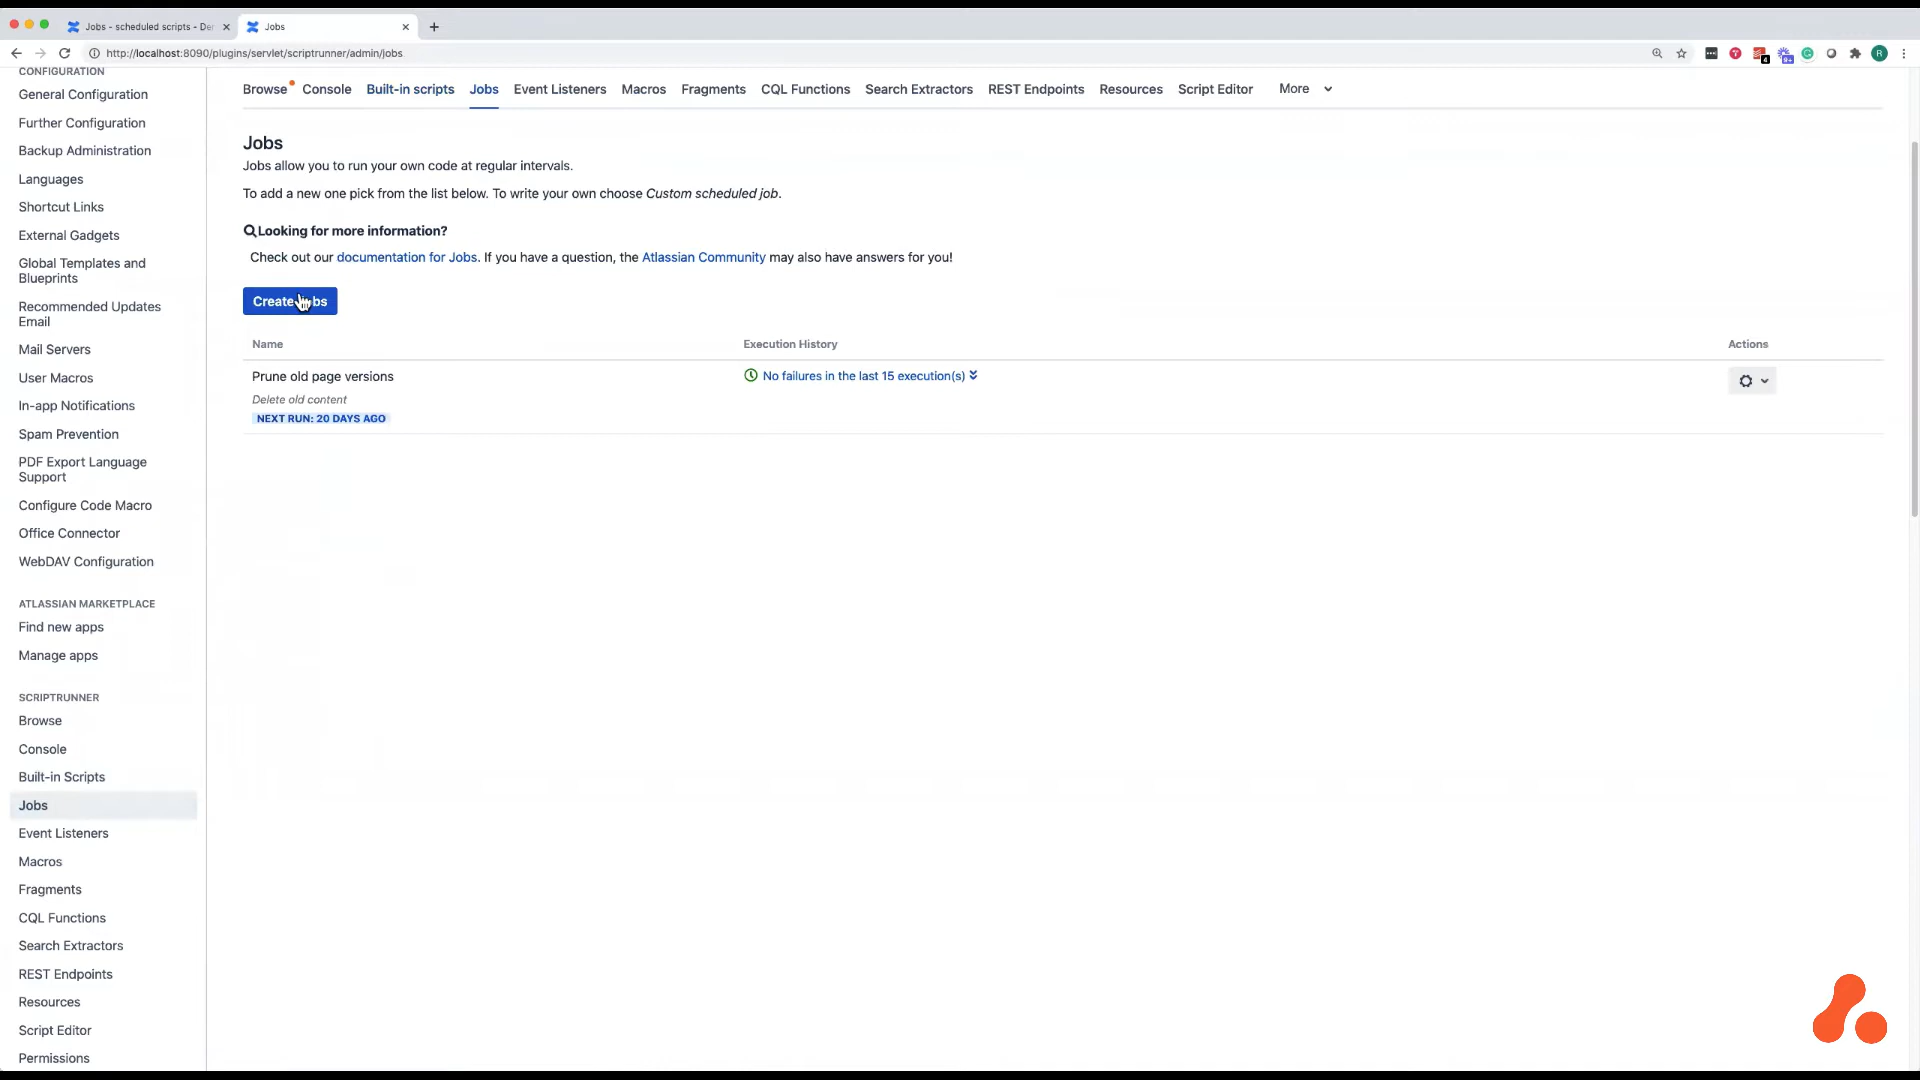 Jobs - scheduled scripts - De
Jobs
http://localhost:8090/plugins/servlet/scriptrunner/admin/jobs
4
9+
R
CONFIGURATION
General Configuration
Further Configuration
Backup Administration
Languages
Shortcut Links
External Gadgets
Global Templates and
Blueprints
Recommended Updates
Email
Mail Servers
User Macros
In-app Notifications
Spam Prevention
PDF Export Language
Support
Configure Code Macro
Office Connector
WebDAV Configuration
ATLASSIAN MARKETPLACE
Find new apps
Manage apps
SCRIPTRUNNER
Browse
Console
Built-in Scripts
Jobs
Event Listeners
Macros
Fragments
CQL Functions
Search Extractors
REST Endpoints
Resources
Script Editor
Permissions
Browse Console Built-in scripts Jobs Event Listeners Macros Fragments CQL Functions Search Extractors REST Endpoints Resources Script Editor More
Jobs
Jobs allow you to run your own code at regular intervals.
To add a new one pick from the list below. To write your own choose Custom scheduled job.
Looking for more information?
Check out our documentation for Jobs. If you have a question, the Atlassian Community may also have answers for you!
Create Jobs
Name Execution History Actions
Prune old page versions No failures in the last 15 execution(s)
Delete old content
NEXT RUN: 20 DAYS AGO